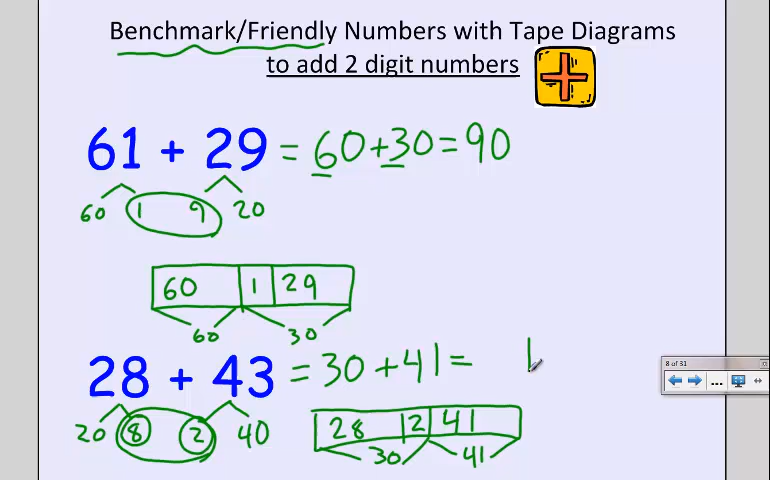 Benchmark/Friendly Numbers with Tape Diagrams
to add 2 digit numbers
61 + 29 = 60+30=90
60 1 9 20
60 1 29
60 30
28 + 43 = 30+41=
8 of 31
20 8 2 40
28 2 41
30 41